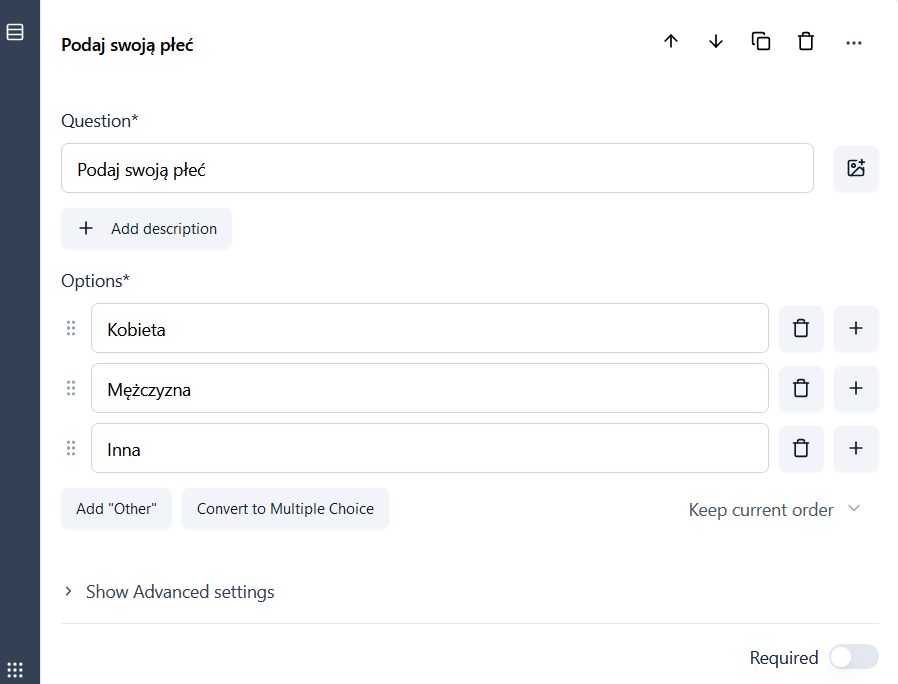 Podaj swoją płeć
Question*
Podaj swoją płeć
Add description
Options*
Kobieta
Mężczyzna
Inna
Add "Other" Convert to Multiple Choice Keep current order
Show Advanced settings
Required